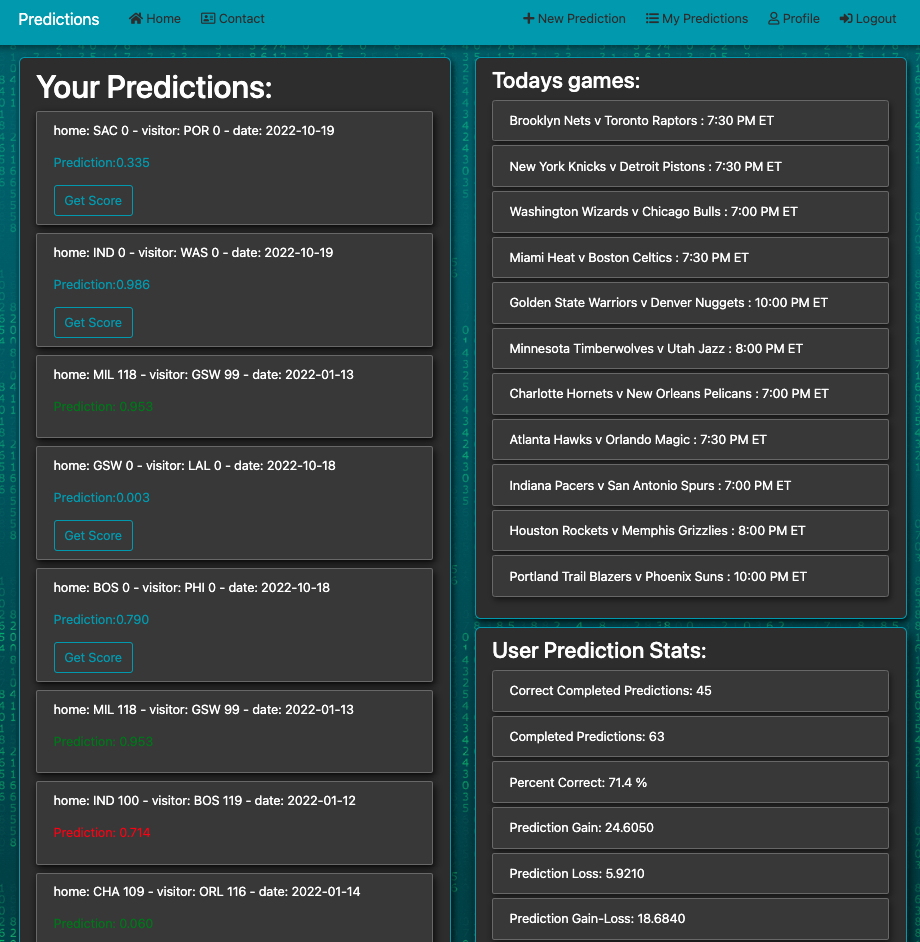 Predictions
Home
Contact
New Prediction
My Predictions
Profile
Logout
Your Predictions:
home: SAC 0 - visitor: POR 0 - date: 2022-10-19
Prediction:0.335
Get Score
home: IND 0 - visitor: WAS 0 - date: 2022-10-19
Prediction:0.986
Get Score
home: MIL 118 - visitor: GSW 99 - date: 2022-01-13
Prediction: 0.953
home: GSW 0 - visitor: LAL 0 - date: 2022-10-18
Prediction:0.003
Get Score
home: BOS 0 - visitor: PHI 0 - date: 2022-10-18
Prediction:0.790
Get Score
home: MIL 118 - visitor: GSW 99 - date: 2022-01-13
Prediction: 0.953
home: IND 100 - visitor: BOS 119 - date: 2022-01-12
Prediction: 0.714
home: CHA 109 - visitor: ORL 116 - date: 2022-01-14
Prediction: 0.060
Todays games:
Brooklyn Nets v Toronto Raptors : 7:30 PM ET
New York Knicks v Detroit Pistons : 7:30 PM ET
Washington Wizards v Chicago Bulls : 7:00 PM ET
Miami Heat v Boston Celtics : 7:30 PM ET
Golden State Warriors v Denver Nuggets : 10:00 PM ET
Minnesota Timberwolves v Utah Jazz : 8:00 PM ET
Charlotte Hornets v New Orleans Pelicans : 7:00 PM ET
Atlanta Hawks v Orlando Magic : 7:30 PM ET
Indiana Pacers v San Antonio Spurs : 7:00 PM ET
Houston Rockets v Memphis Grizzlies : 8:00 PM ET
Portland Trail Blazers v Phoenix Suns : 10:00 PM ET
User Prediction Stats:
Correct Completed Predictions: 45
Completed Predictions: 63
Percent Correct: 71.4 %
Prediction Gain: 24.6050
Prediction Loss: 5.9210
Prediction Gain-Loss: 18.6840